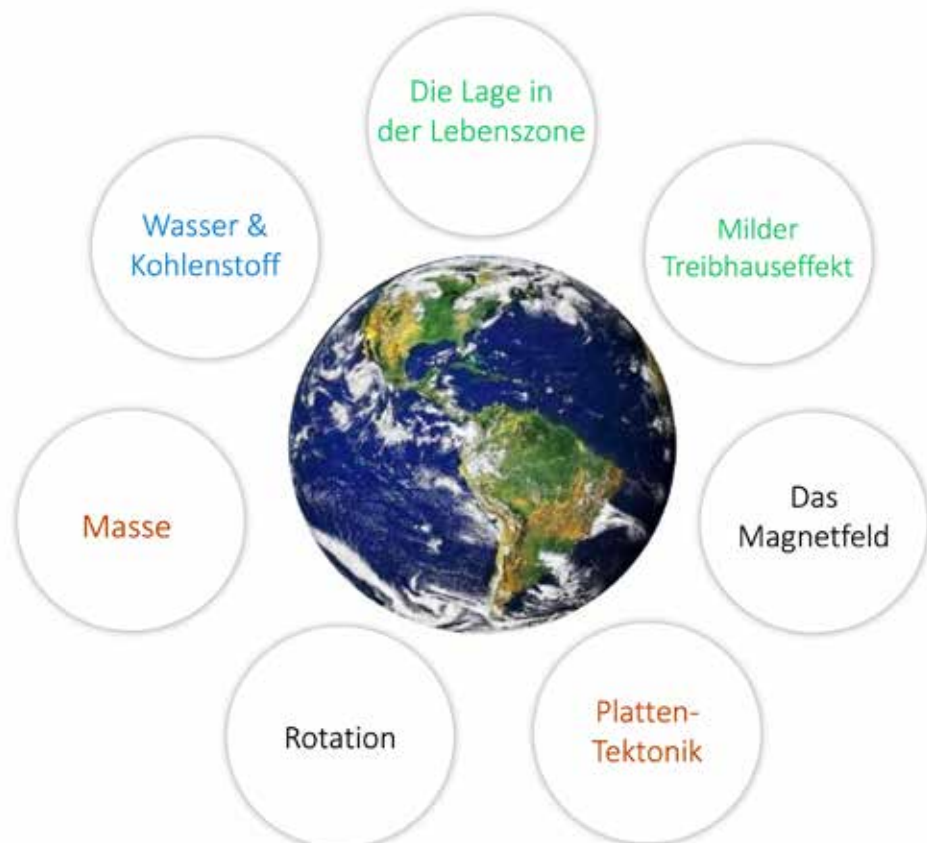 Die Lage in
der Lebenszone
Wasser &
Kohlenstoff
Milder
Treibhauseffekt
Masse
Das
Magnetfeld
Rotation
Platten-
Tektonik